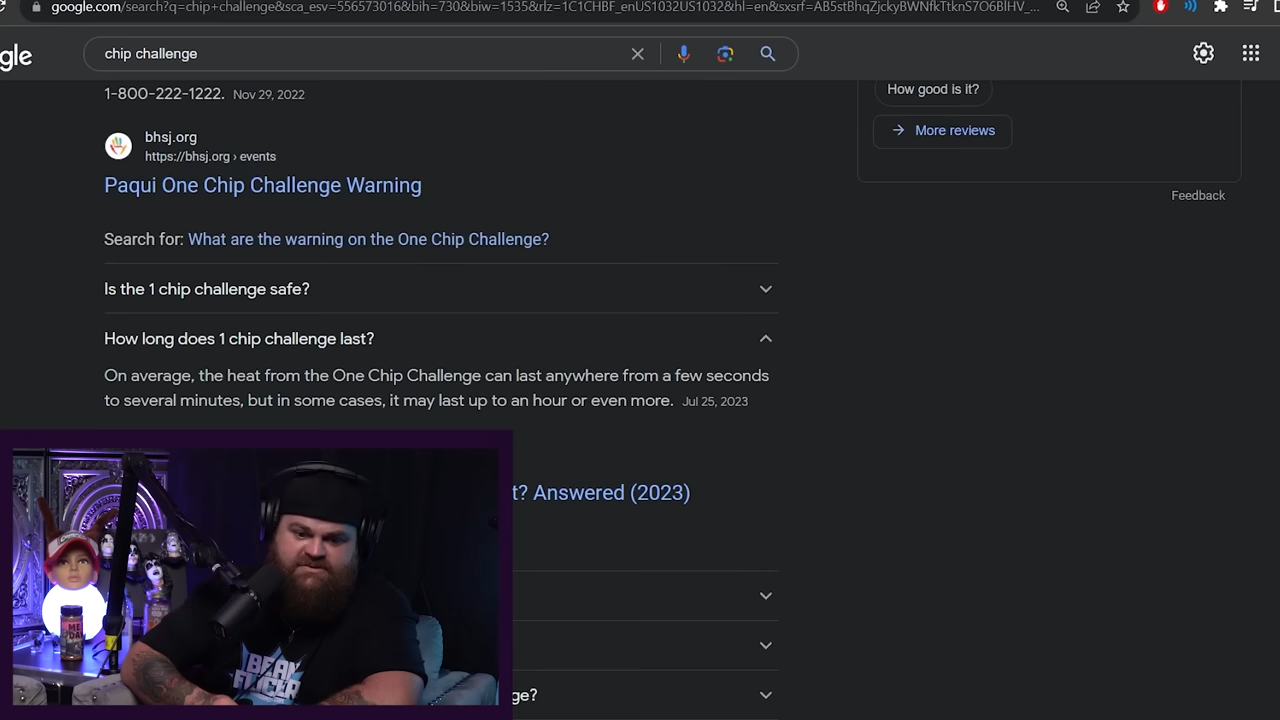 google.com/search?q=chip+challenge&sca_esv=556573016&bih=730&biw=1535&rlz=1C1CHBF_enUS1032US1032&hl=en&sxsrf=AB5stBhqZjckyBWNfkTtknS7O6BlHV_...
gle
chip challenge
1-800-222-1222. Nov 29, 2022
How good is it?
More reviews
Feedback
bhsj.org
https://bhsj.org › events
Paqui One Chip Challenge Warning
Search for: What are the warning on the One Chip Challenge?
Is the 1 chip challenge safe?
How long does 1 chip challenge last?
On average, the heat from the One Chip Challenge can last anywhere from a few seconds
to several minutes, but in some cases, it may last up to an hour or even more. Jul 25, 2023
t? Answered (2023)
ge?